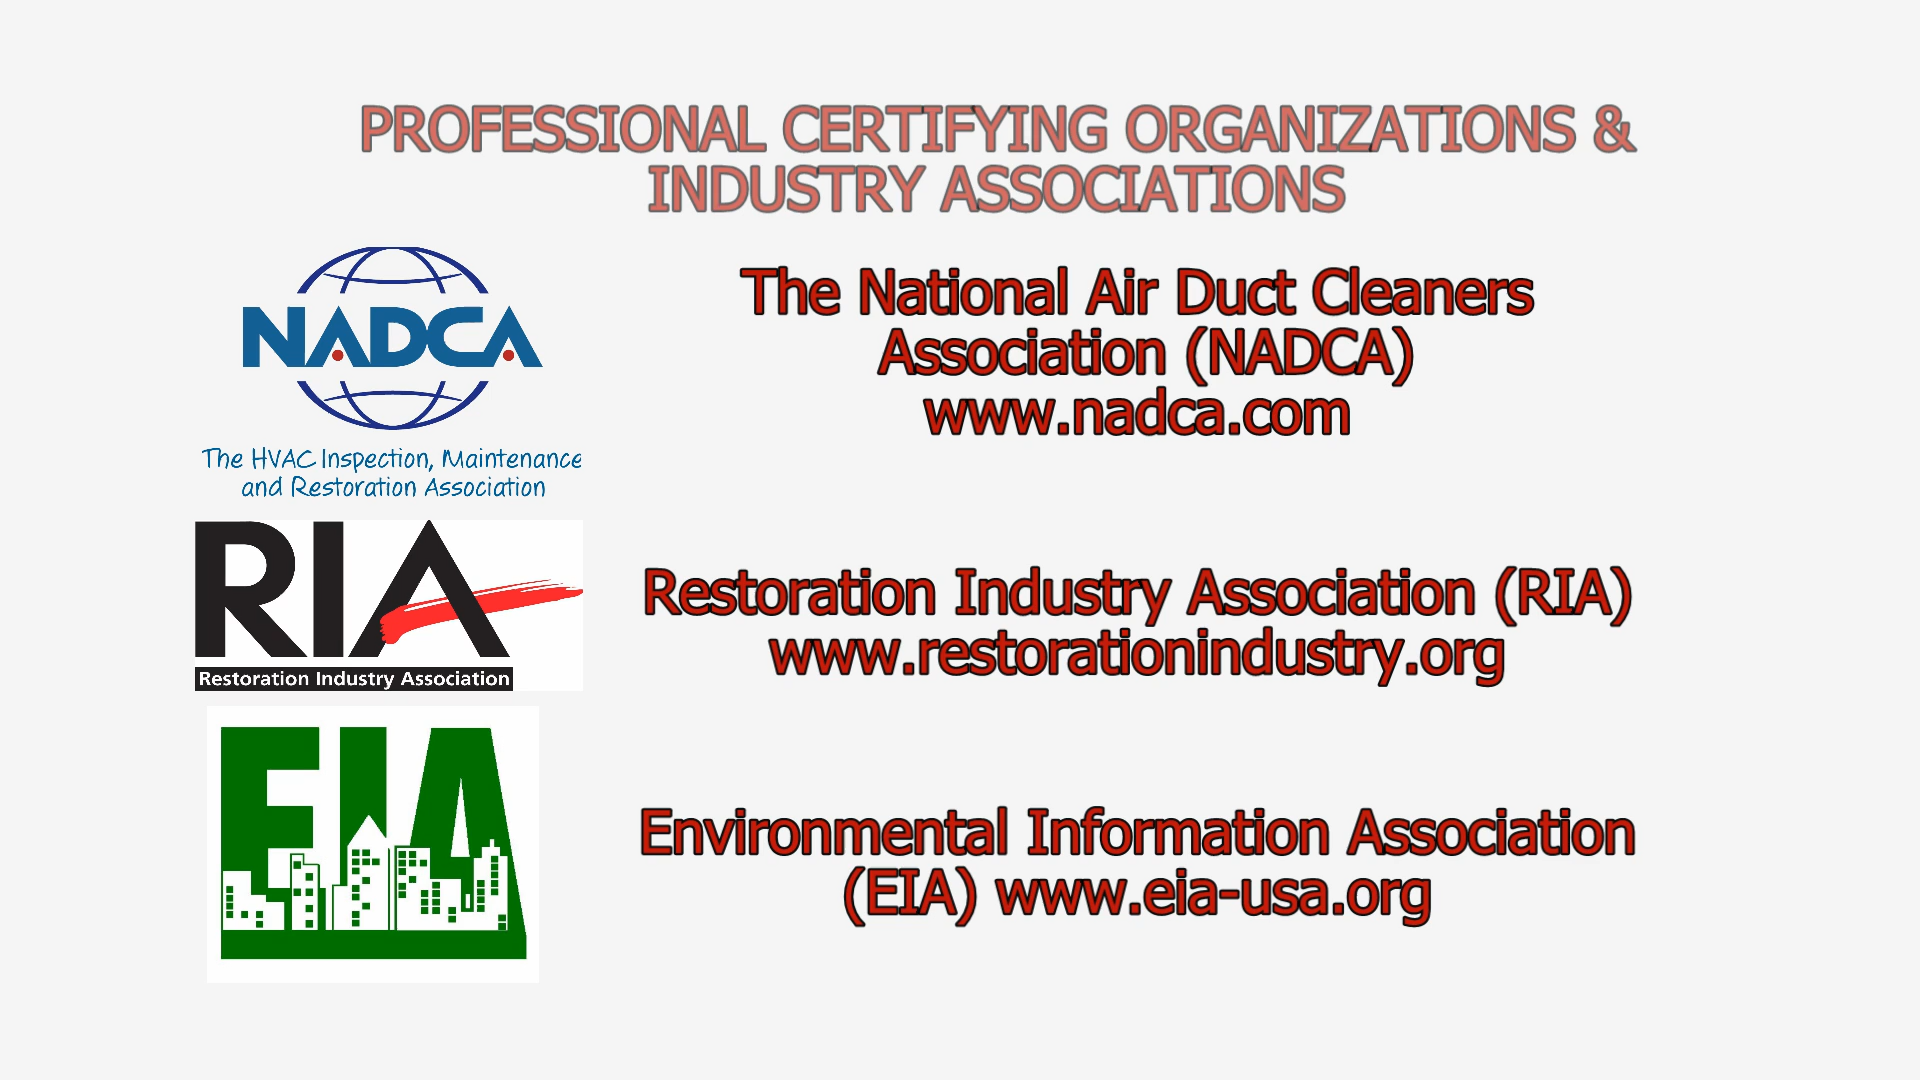 PROFESSIONAL CERTIFYING ORGANIZATIONS &
INDUSTRY ASSOCIATIONS
NADCA
The HVAC Inspection, Maintenance
and Restoration Association
The National Air Duct Cleaners
Association (NADCA)
www.nadca.com
RIA
Restoration Industry Association
Restoration Industry Association (RIA)
www.restorationindustry.org
EIA
Environmental Information Association
(EIA) www.eia-usa.org